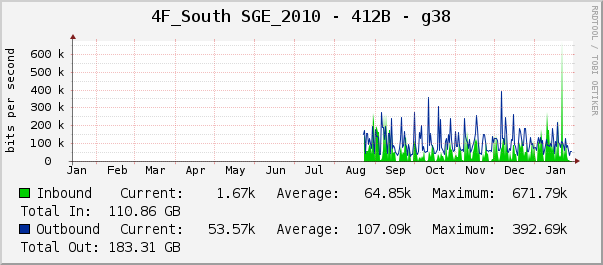 4F_South SGE_2010 - 412B - g38
RRDTOOL / TOBI OETIKER
bits per second
600 k
500 k
400 k
300 k
200 k
100 k
0
Jan Feb Mar Apr May Jun Jul Aug Sep Oct Nov Dec Jan
Inbound Current: 1.67k Average: 64.85k Maximum: 671.79k
Total In: 110.86 GB
Outbound Current: 53.57k Average: 107.09k Maximum: 392.69k
Total Out: 183.31 GB